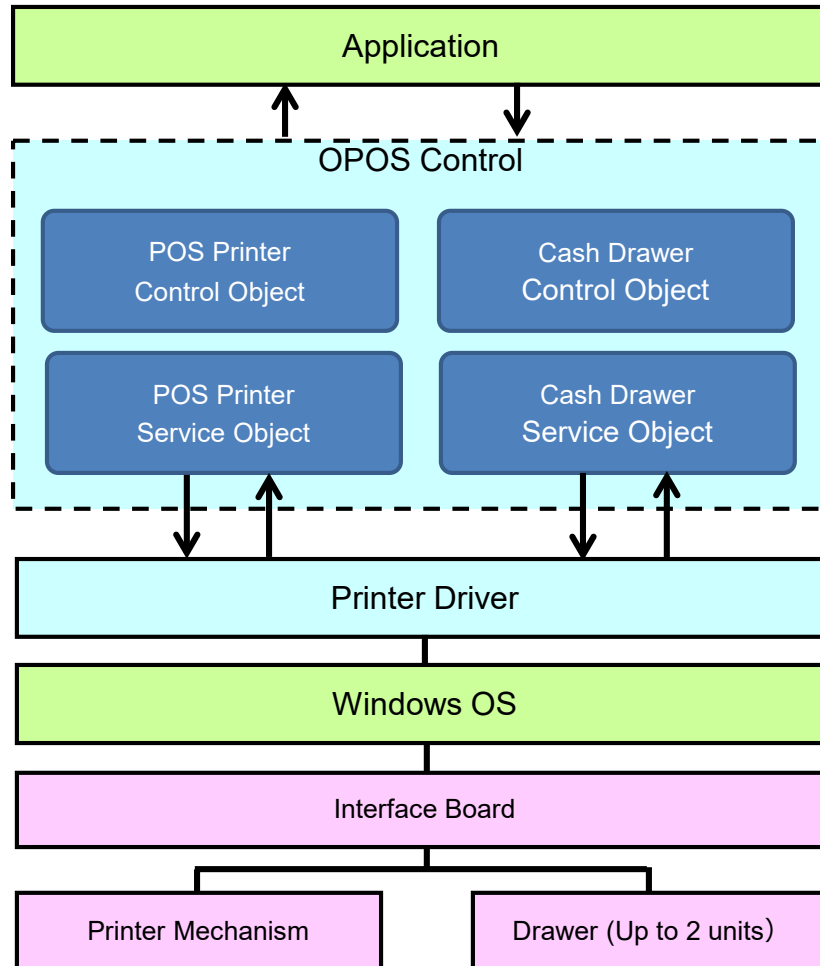 Application
OPOS Control
POS Printer
Control Object
Cash Drawer
Control Object
POS Printer
Service Object
Cash Drawer
Service Object
Printer Driver
Windows OS
Interface Board
Printer Mechanism
Drawer (Up to 2 units）